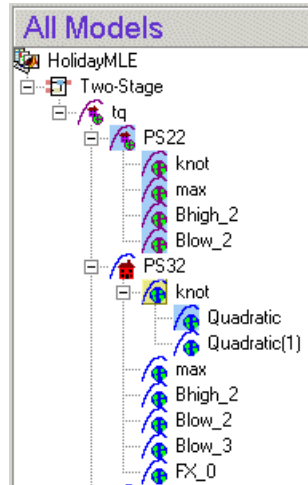 All Models
HolidayMLE
Two-Stage
tq
PS22
knot
max
Bhigh_2
Blow_2
PS32
knot
Quadratic
Quadratic(1)
max
Bhigh_2
Blow_2
Blow_3
FX_0